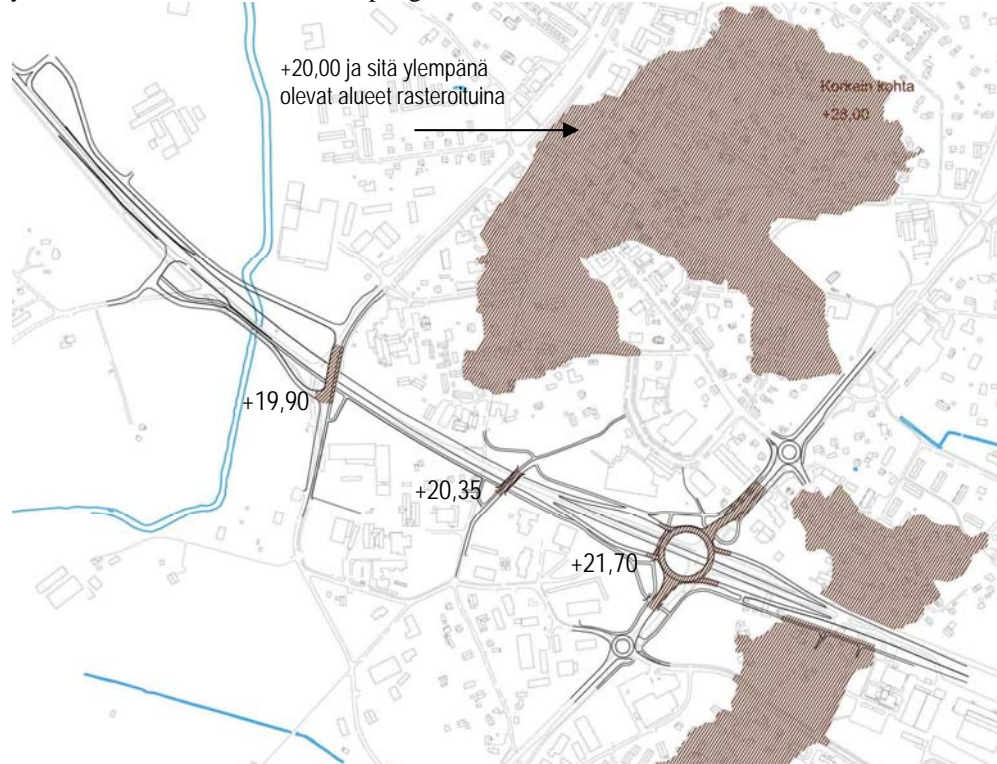 +20,00 ja sitä ylempänä
olevat alueet rasteroituina
Korkein kohta
+28,00
+19,90
+20,35
+21,70